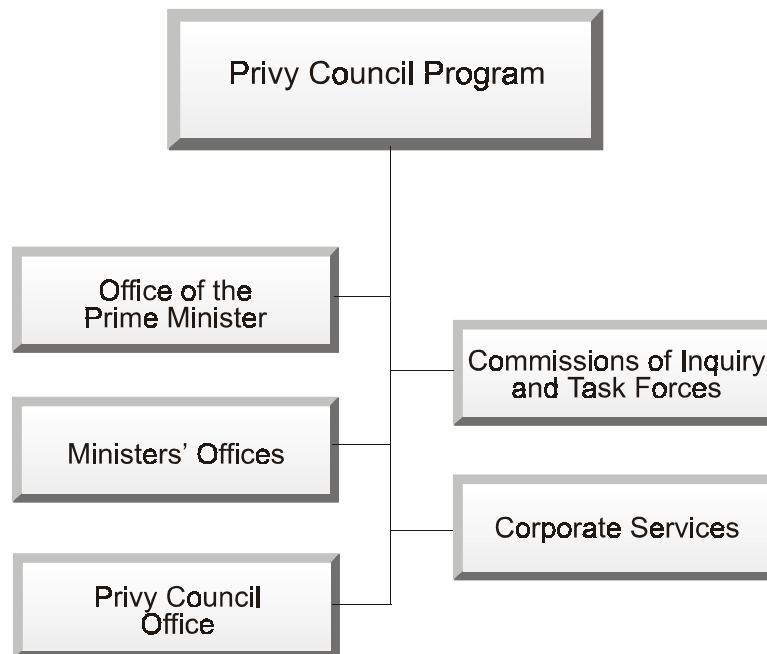 Privy Council Program
Office of the
Prime Minister
Commissions of Inquiry
and Task Forces
Ministers’ Offices
Corporate Services
Privy Council
Office